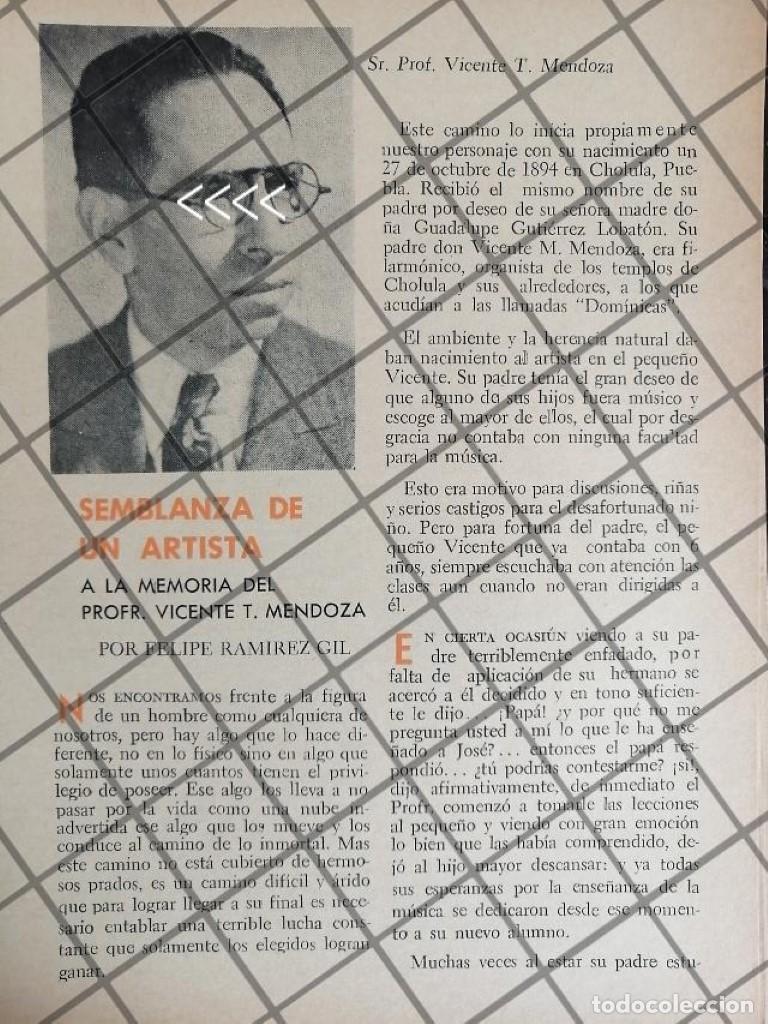 Sr. Prof. Vicente T. Mendoza
<<<<
SEMBLANZA DE
UN ARTISTA
A LA MEMORIA DEL
PROFR. VICENTE T. MENDOZA
POR FELIPE RAMIREZ GIL
NOS ENCONTRAMOS frente a la figura
de un hombre como cualquiera de
nosotros, pero hay algo que lo hace di-
ferente, no en lo físico sino en algo que
solamente unos cuantos tienen el privi-
legio de poseer. Ese algo los lleva a no
pasar por la vida como una nube in-
advertida ese algo que los mueve y los
conduce al camino de lo inmortal. Mas
este camino no está cubierto de hermo-
sos prados, es un camino difícil y árido
que para lograr llegar a su final es nece-
sario entablar una terrible lucha cons-
tante que solamente los elegidos logran
ganar.
Este camino lo inicia propiamente
nuestro personaje con su nacimiento un
27 de octubre de 1894 en Cholula, Pue-
bla. Recibió el mismo nombre de su
padre por deseo de su señora madre do-
ña Guadalupe Gutiérrez Lobatón. Su
padre don Vicente M. Mendoza, era fi-
larmónico, organista de los templos de
Cholula y sus alrededores, a los que
acudían a las llamadas "Domínicas".
El ambiente y la herencia natural da-
ban nacimiento al artista en el pequeño
Vicente. Su padre tenía el gran deseo de
que alguno de sus hijos fuera músico y
escoge al mayor de ellos, el cual por des-
gracia no contaba con ninguna facultad
para la música.
Esto era motivo para discusiones, riñas
y serios castigos para el desafortunado ni-
ño. Pero para fortuna del padre, el pe-
queño Vicente que ya contaba con 6
años, siempre escuchaba con atención las
clases aun cuando no eran dirigidas a
él.
EN CIERTA OCASIÚN viendo a su pa-
dre terriblemente enfadado, por
falta de aplicación de su hermano se
acercó a él decidido y en tono suficien-
te le dijo... ¡Papá! ¿y por qué no me
pregunta usted a mí lo que le ha ense-
ñado a José?... entonces el papá res-
pondió... ¿tú podrías contestarme? ¡sí!,
dijo afirmativamente, de inmediato el
Profr. comenzó a tomarle las lecciones
al pequeño y viendo con gran emoción
lo bien que las había comprendido, de-
jó al hijo mayor descansar: y ya todas
sus esperanzas por la enseñanza de la
música se dedicaron desde ese momen-
to a su nuevo alumno.
Muchas veces al estar su padre estu-
todocoleccion